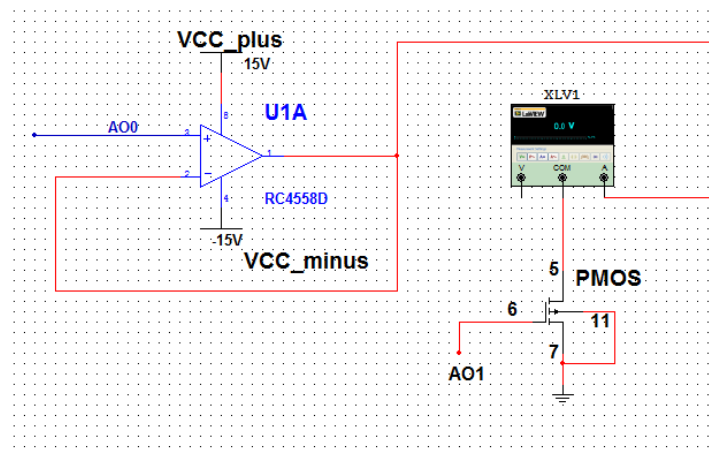 VCC_plus
15V
XLV1
LabVIEW
0.0 V
8
U1A
AO0
3
1
2
V COM A
4
RC4558D
-15V
VCC_minus
5
PMOS
6
11
7
AO1